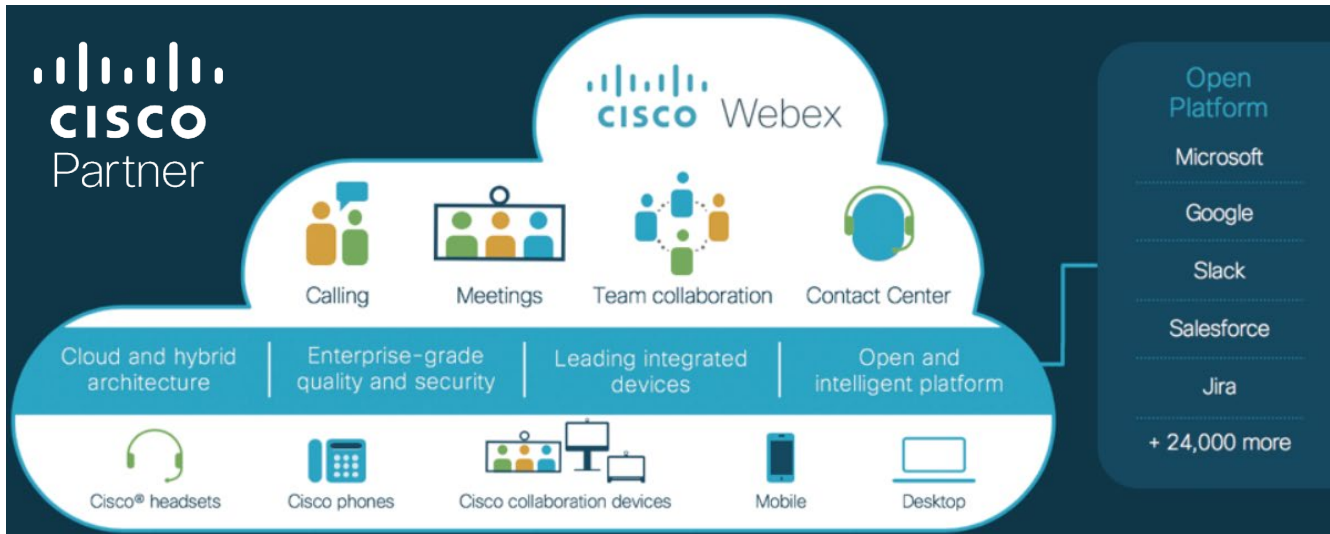 CISCO
Partner
CISCO Webex
Calling
Meetings
Team collaboration
Contact Center
Cloud and hybrid
architecture
Enterprise-grade
quality and security
Leading integrated
devices
Open and
intelligent platform
Cisco® headsets
Cisco phones
Cisco collaboration devices
Mobile
Desktop
Open
Platform
Microsoft
Google
Slack
Salesforce
Jira
+ 24,000 more